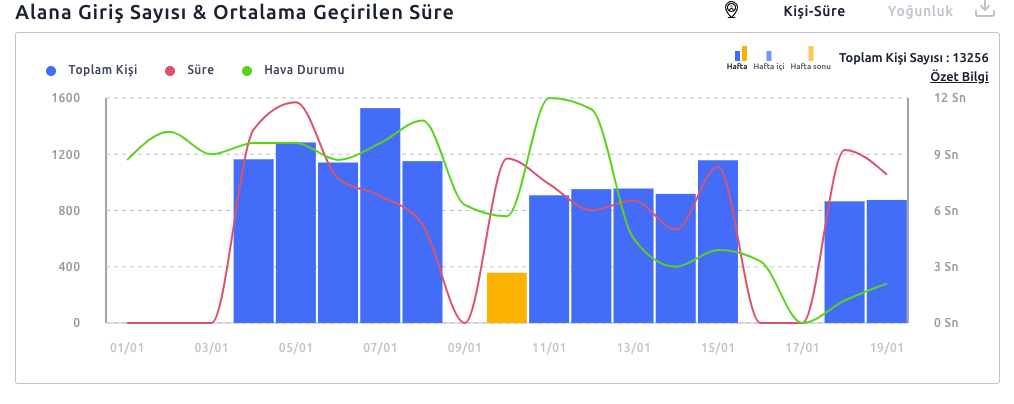 Alana Giriş Sayısı & Ortalama Geçirilen Süre
Kişi-Süre
Yoğunluk
Toplam Kişi
Süre
Hava Durumu
Hafta
Hafta içi
Hafta sonu
Toplam Kişi Sayısı : 13256
Özet Bilgi
1600
1200
800
400
0
12 Sn
9 Sn
6 Sn
3 Sn
0 Sn
01/01
03/01
05/01
07/01
09/01
11/01
13/01
15/01
17/01
19/01